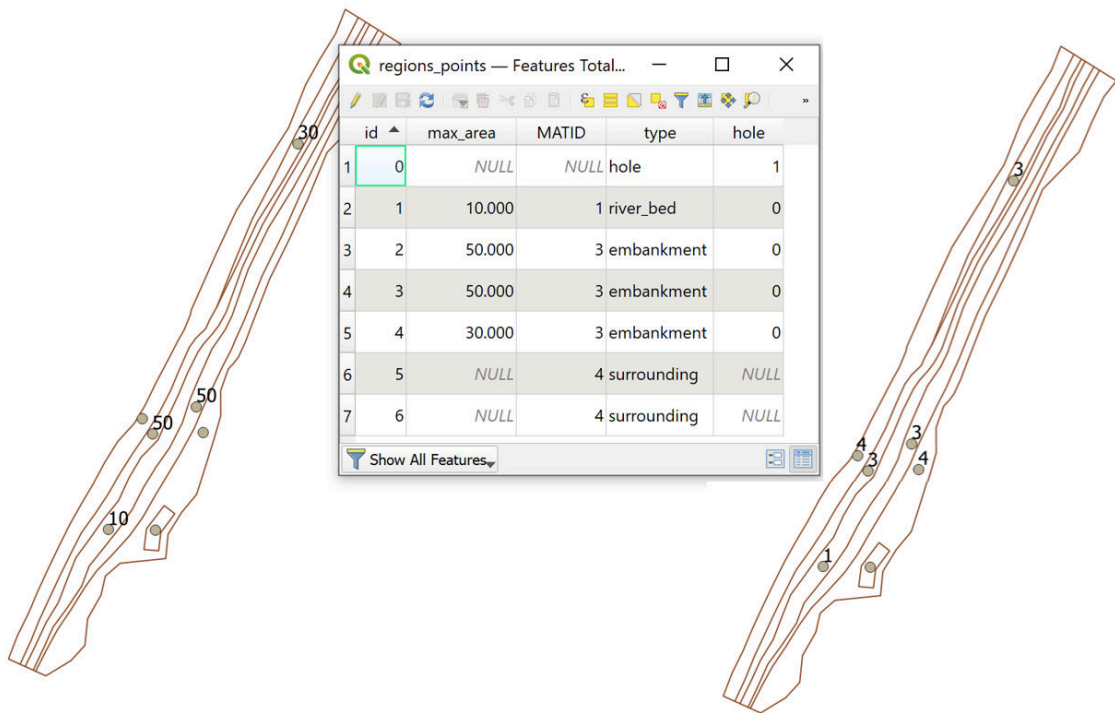 regions_points — Features Total...
»
id max_area MATID type hole
1 0 NULL NULL hole 1
2 1 10.000 1 river_bed 0
3 2 50.000 3 embankment 0
4 3 50.000 3 embankment 0
5 4 30.000 3 embankment 0
6 5 NULL 4 surrounding NULL
7 6 NULL 4 surrounding NULL
Show All Features
30
50
50
10
3
3
4
3
4
1